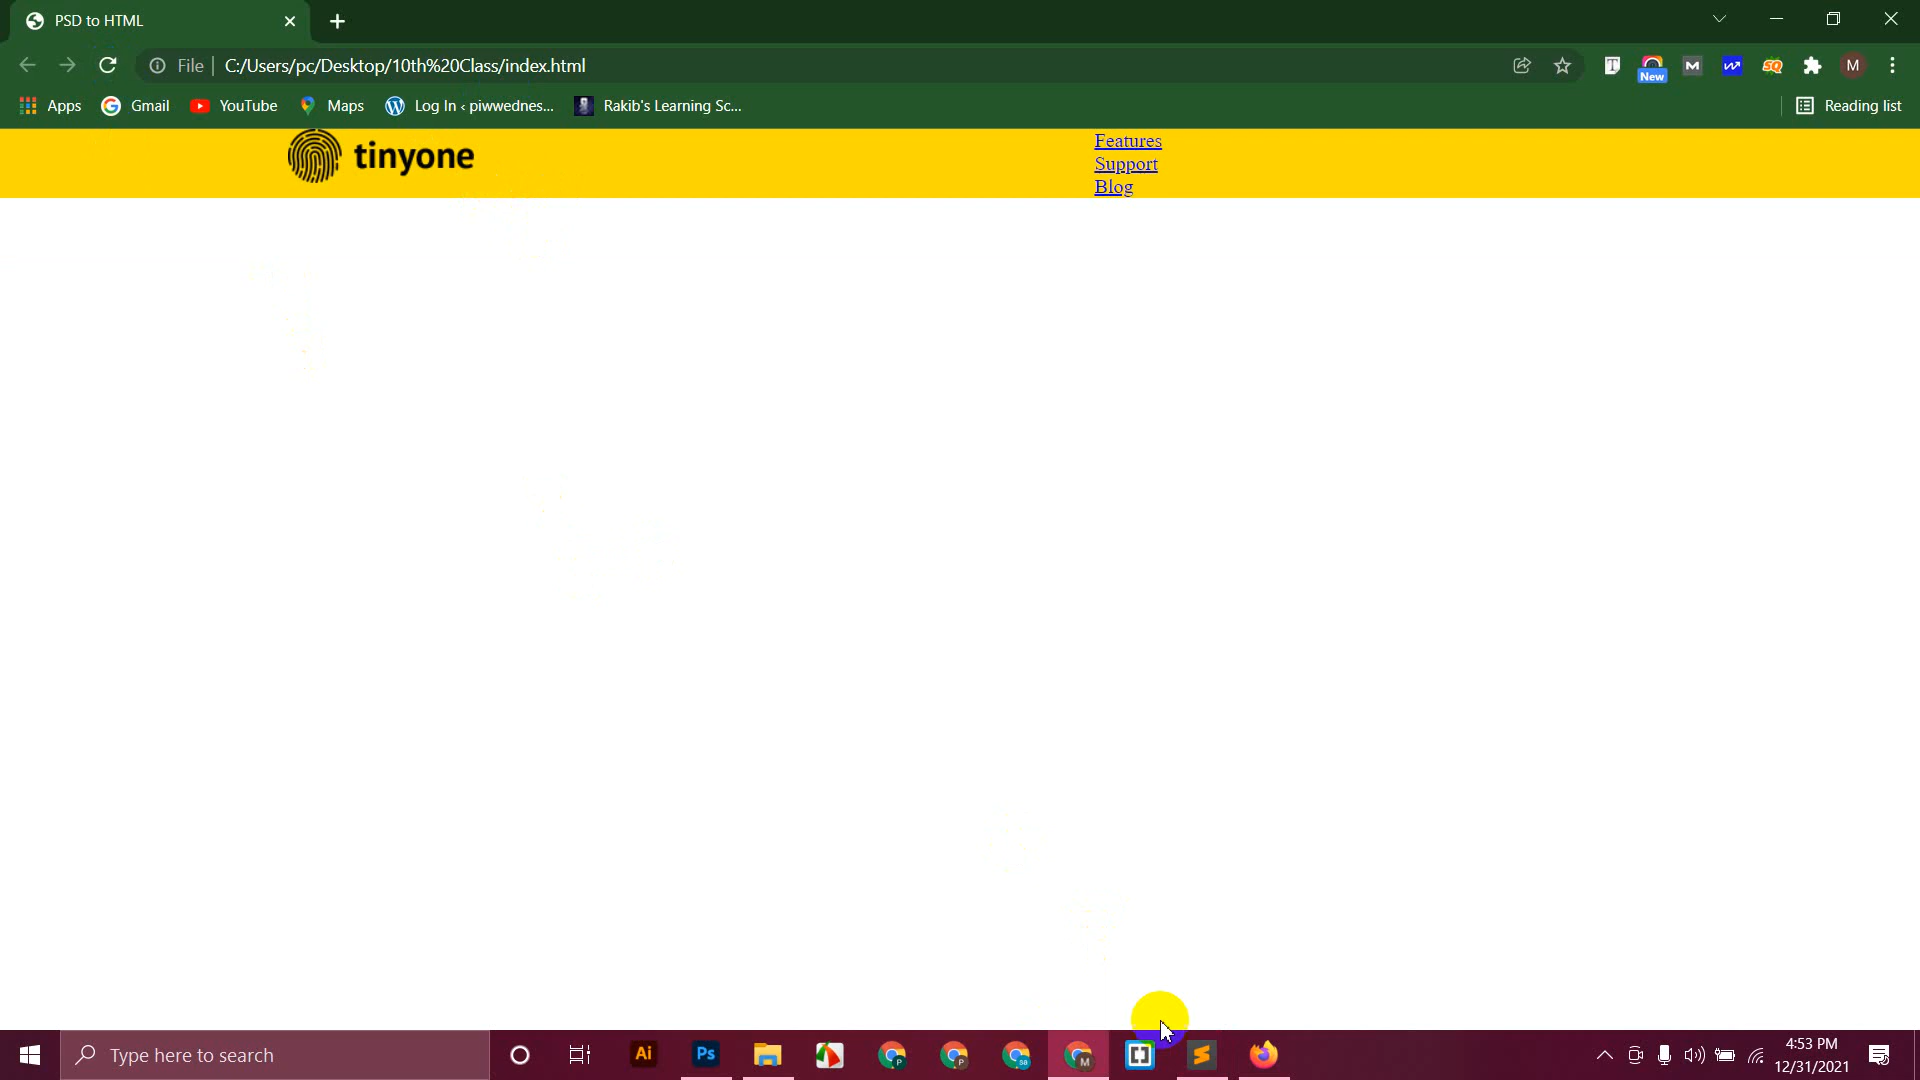 PSD to HTML
File | C:/Users/pc/Desktop/10th%20Class/index.html
T New M SQ M
Apps Gmail YouTube Maps Log In ‹ piwwednes... Rakib's Learning Sc... Reading list
tinyone
Features
Support
Blog
Type here to search Ai Ps P P aa M
4:53 PM
12/31/2021